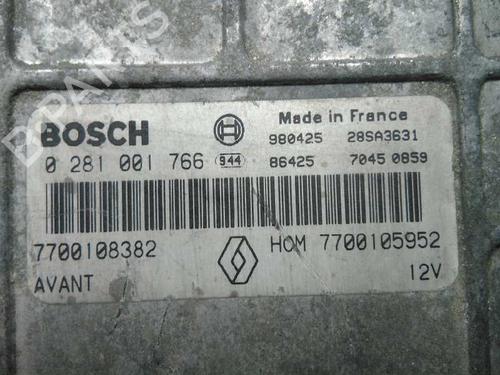 B-PARTS
BOSCH
Made in France
980425 28SA3631
0 281 001 766 944 86425 7045 0859
7700108382 HOM 7700105952
AVANT 12V